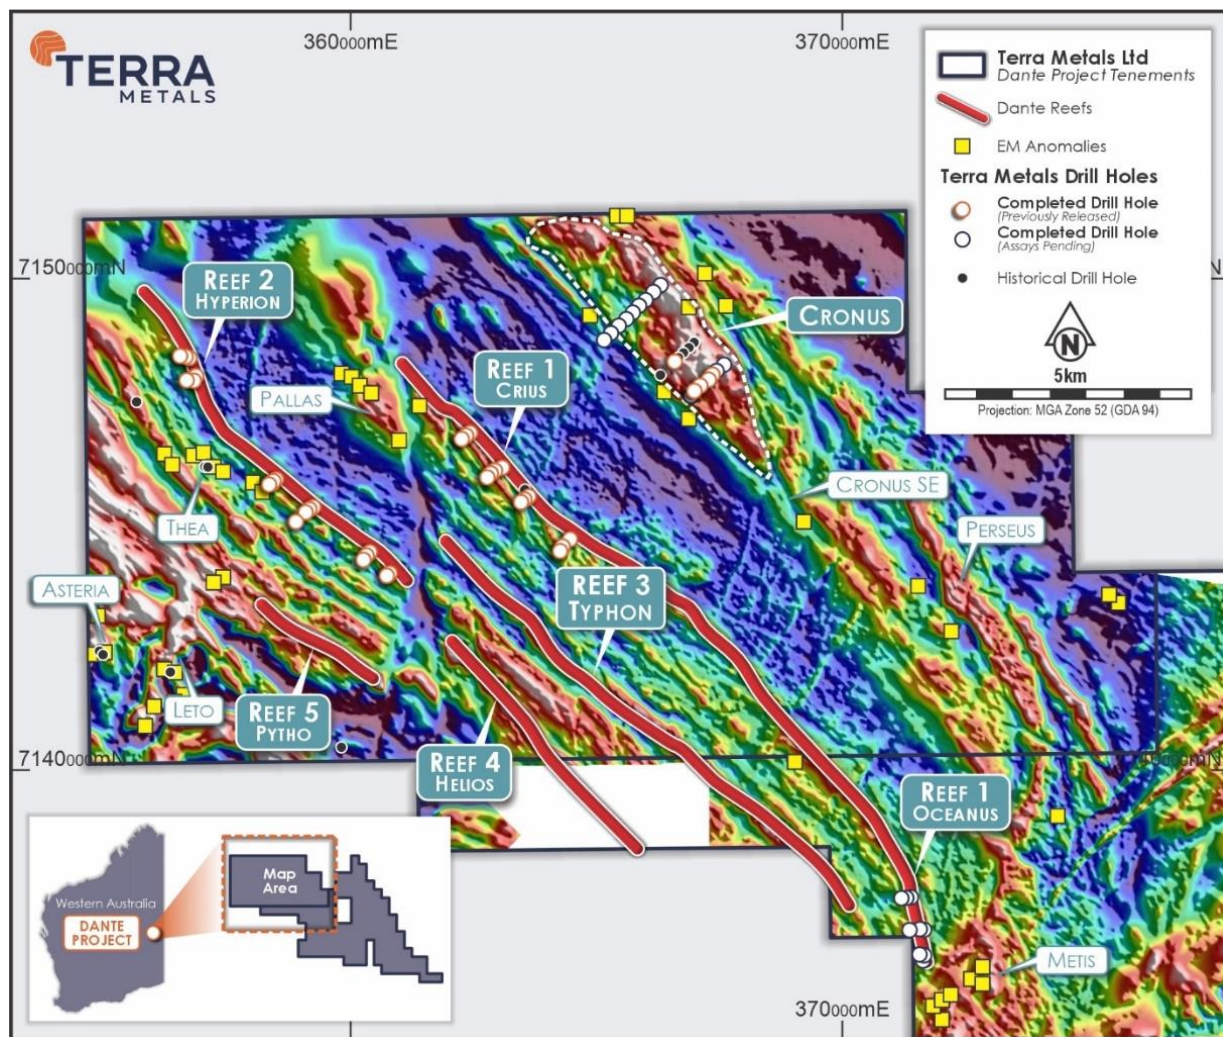 360000mE
370000mE
TERRA
METALS
Terra Metals Ltd
Dante Project Tenements
Dante Reefs
EM Anomalies
Terra Metals Drill Holes
Completed Drill Hole
(Previously Released)
Completed Drill Hole
(Assays Pending)
Historical Drill Hole
N
5km
Projection: MGA Zone 52 (GDA 94)
7150000mN
N
REEF 2
HYPERION
CRONUS
REEF 1
CRIUS
PALLAS
CRONUS SE
THEA
PERSEUS
REEF 3
TYPHON
ASTERIA
LETO
REEF 5
PYTHO
7140000mN
REEF 4
HELIOS
REEF 1
OCEANUS
Western Australia
DANTE
PROJECT
Map
Area
METIS
370000mE